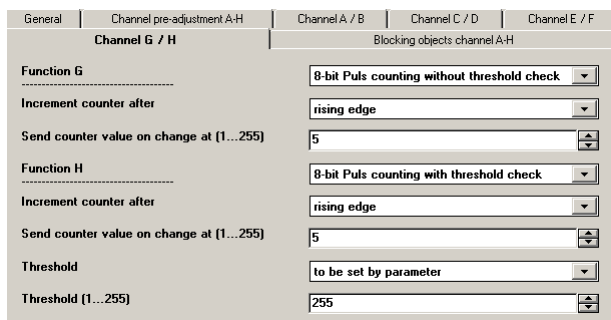 General Channel pre-adjustment A-H Channel A / B Channel C / D Channel E / F
Channel G / H Blocking objects channel A-H
Function G 8-bit Puls counting without threshold check
Increment counter after rising edge
Send counter value on change at (1...255) 5
Function H 8-bit Puls counting with threshold check
Increment counter after rising edge
Send counter value on change at (1...255) 5
Threshold to be set by parameter
Threshold (1...255) 255